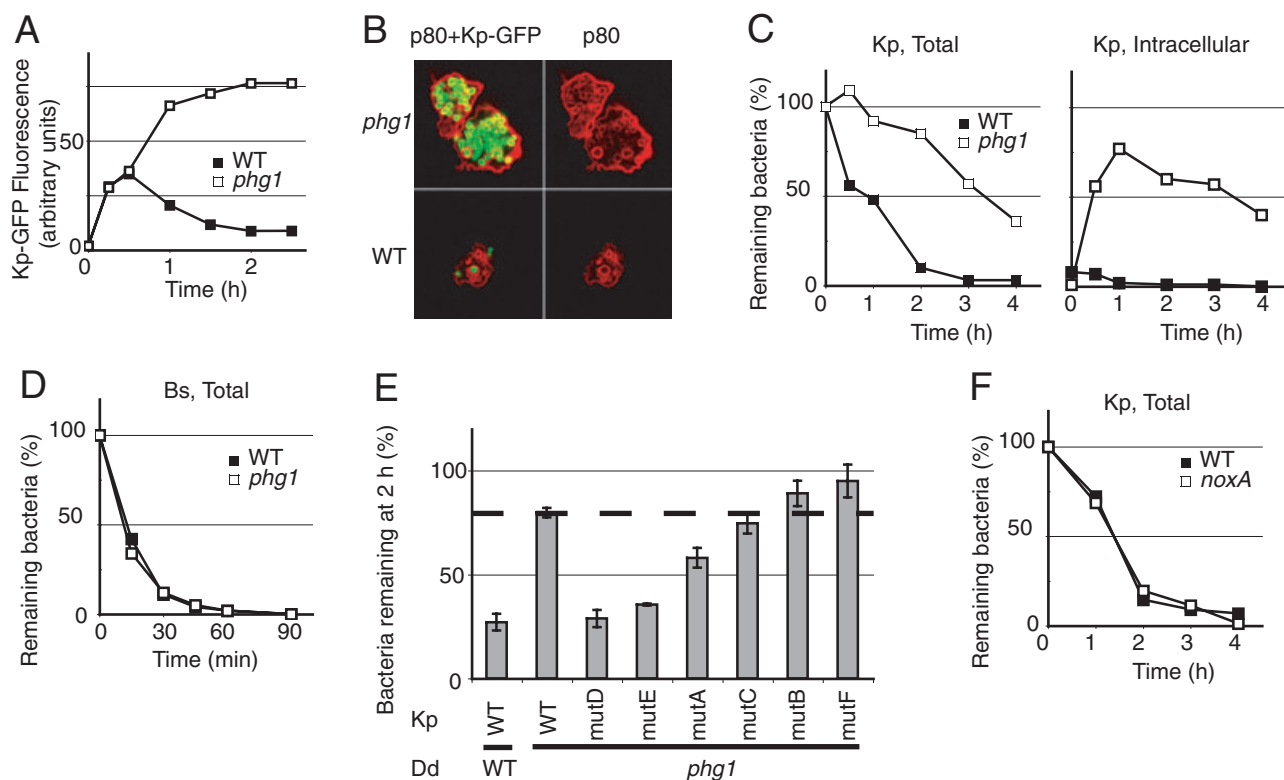 A
Kp-GFP Fluorescence
(arbitrary units)
50
0
WT
phg1
0
1
2
Time (h)
B
p80+Kp-GFP
p80
phg1
WT
C
Kp, Total
Kp, Intracellular
Remaining bacteria (%)
100
50
0
WT
phg1
0
1
2
3
4
Time (h)
0
1
2
3
4
Time (h)
D
Bs, Total
Remaining bacteria (%)
100
50
0
WT
phg1
0
30
60
90
Time (min)
E
Bacteria remaining at 2 h (%)
100
50
0
Kp
WT
WT
mutD
mutE
mutA
mutC
mutB
mutF
Dd
WT
phg1
F
Kp, Total
Remaining bacteria (%)
100
50
0
WT
noxA
0
1
2
3
4
Time (h)